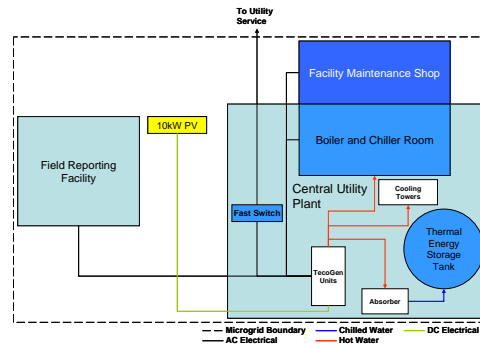 To Utility
Service
Facility Maintenance Shop
10kW PV
Boiler and Chiller Room
Field Reporting
Facility
Central Utility
Plant
Cooling
Towers
Fast Switch
Thermal
Energy
Storage
Tank
TecoGen
Units
Absorber
Microgrid Boundary
Chilled Water
DC Electrical
AC Electrical
Hot Water